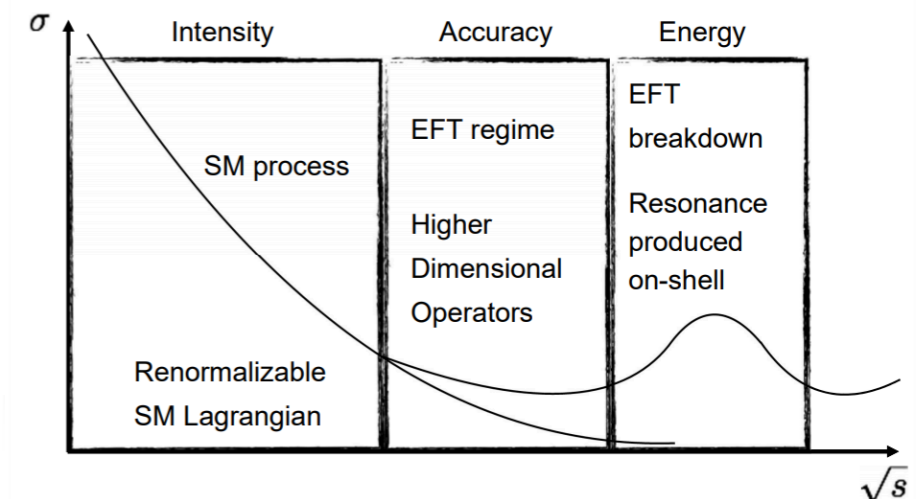 σ
Intensity
Accuracy
Energy
SM process
Renormalizable
SM Lagrangian
EFT regime
Higher
Dimensional
Operators
EFT
breakdown
Resonance
produced
on-shell
√s